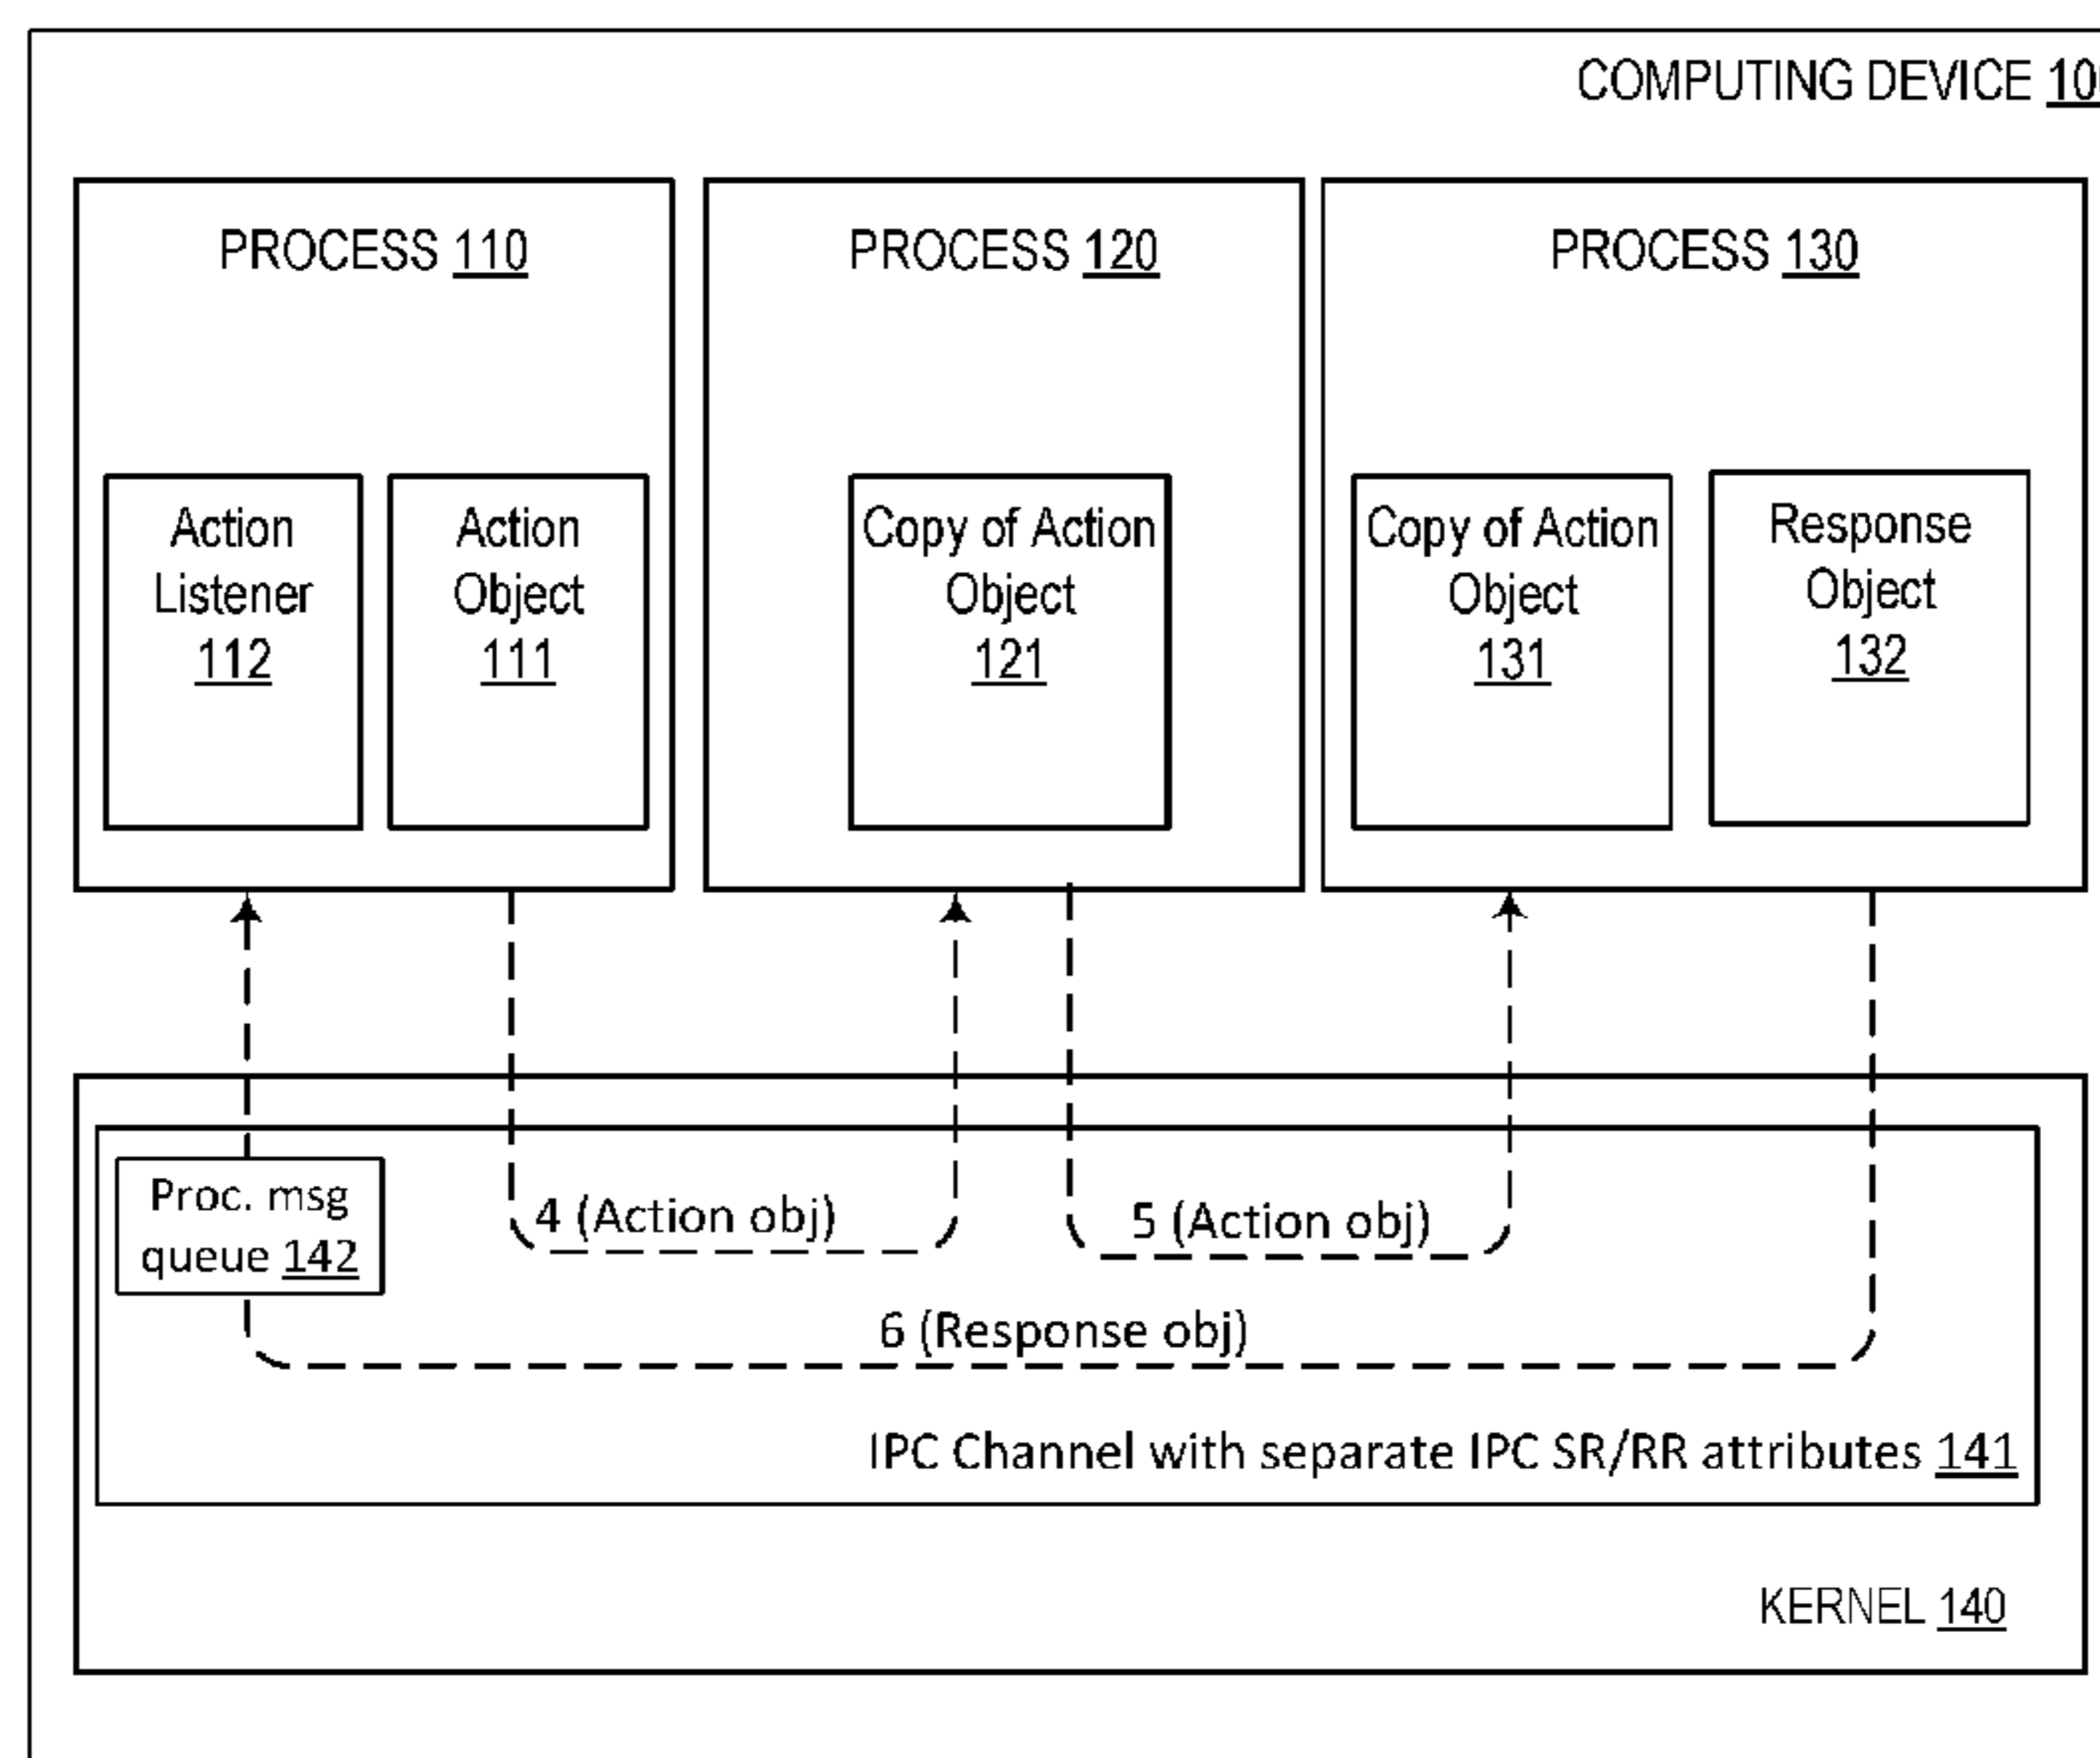 COMPUTING DEVICE
PROCESS 110
PROCESS 120
PROCESS 130
Action
Listener
112
Action
Object
111
Copy of Action
Object
121
Copy of Action
Object
131
Response
Object
132
Proc. msg
queue 142
4 (Action obj)
5 (Action obj)
6 (Response obj)
IPC Channel with separate IPC SR/RR attributes 141
KERNEL 140